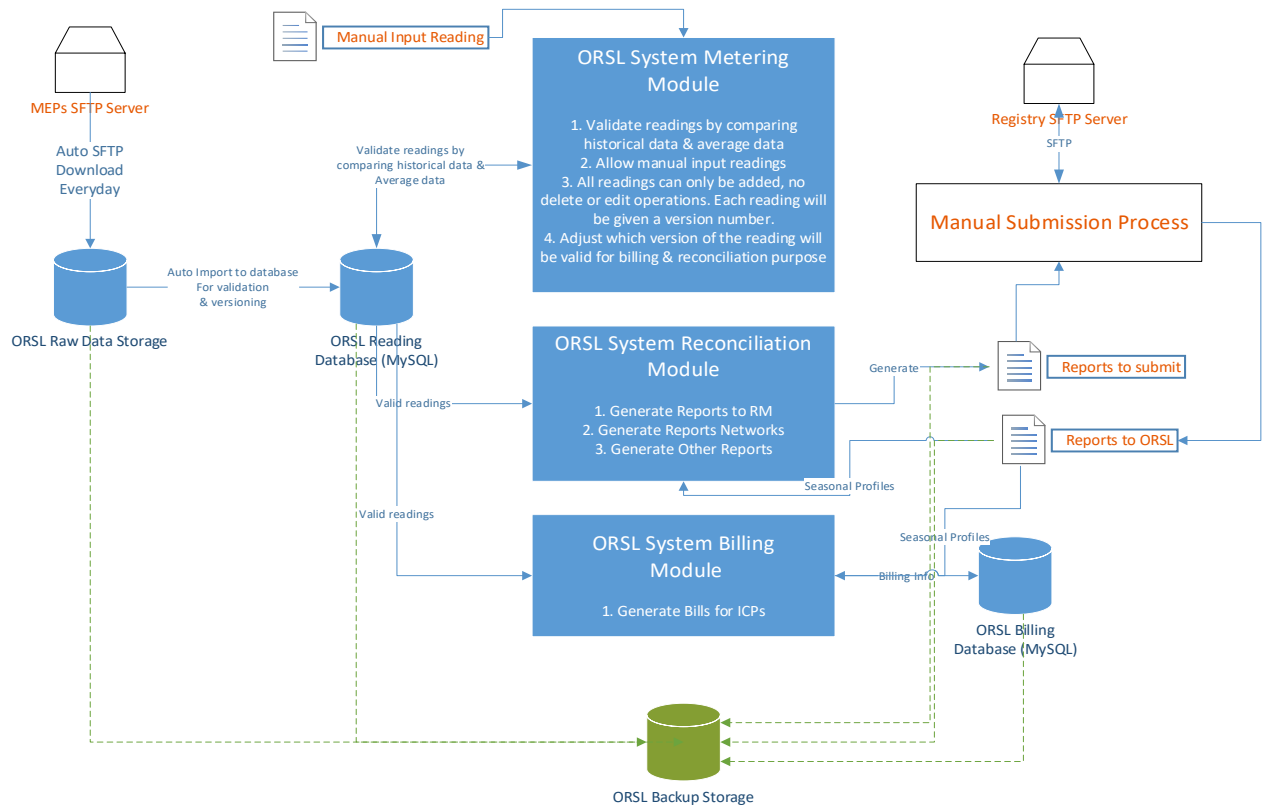 Manual Input Reading
MEPs SFTP Server
Auto SFTP
Download
Everyday
ORSL Raw Data Storage
Auto Import to database
For validation
& versioning
Validate readings by
comparing historical data &
Average data
ORSL Reading
Database (MySQL)
ORSL System Metering
Module
1. Validate readings by comparing
historical data & average data
2. Allow manual input readings
3. All readings can only be added, no
delete or edit operations. Each reading will
be given a version number.
4. Adjust which version of the reading will
be valid for billing & reconciliation purpose
Registry SFTP Server
SFTP
Manual Submission Process
Valid readings
ORSL System Reconciliation
Module
1. Generate Reports to RM
2. Generate Reports Networks
3. Generate Other Reports
Generate
Reports to submit
Reports to ORSL
Seasonal Profiles
Valid readings
ORSL System Billing
Module
1. Generate Bills for ICPs
Seasonal Profiles
Billing Info
ORSL Billing
Database (MySQL)
ORSL Backup Storage